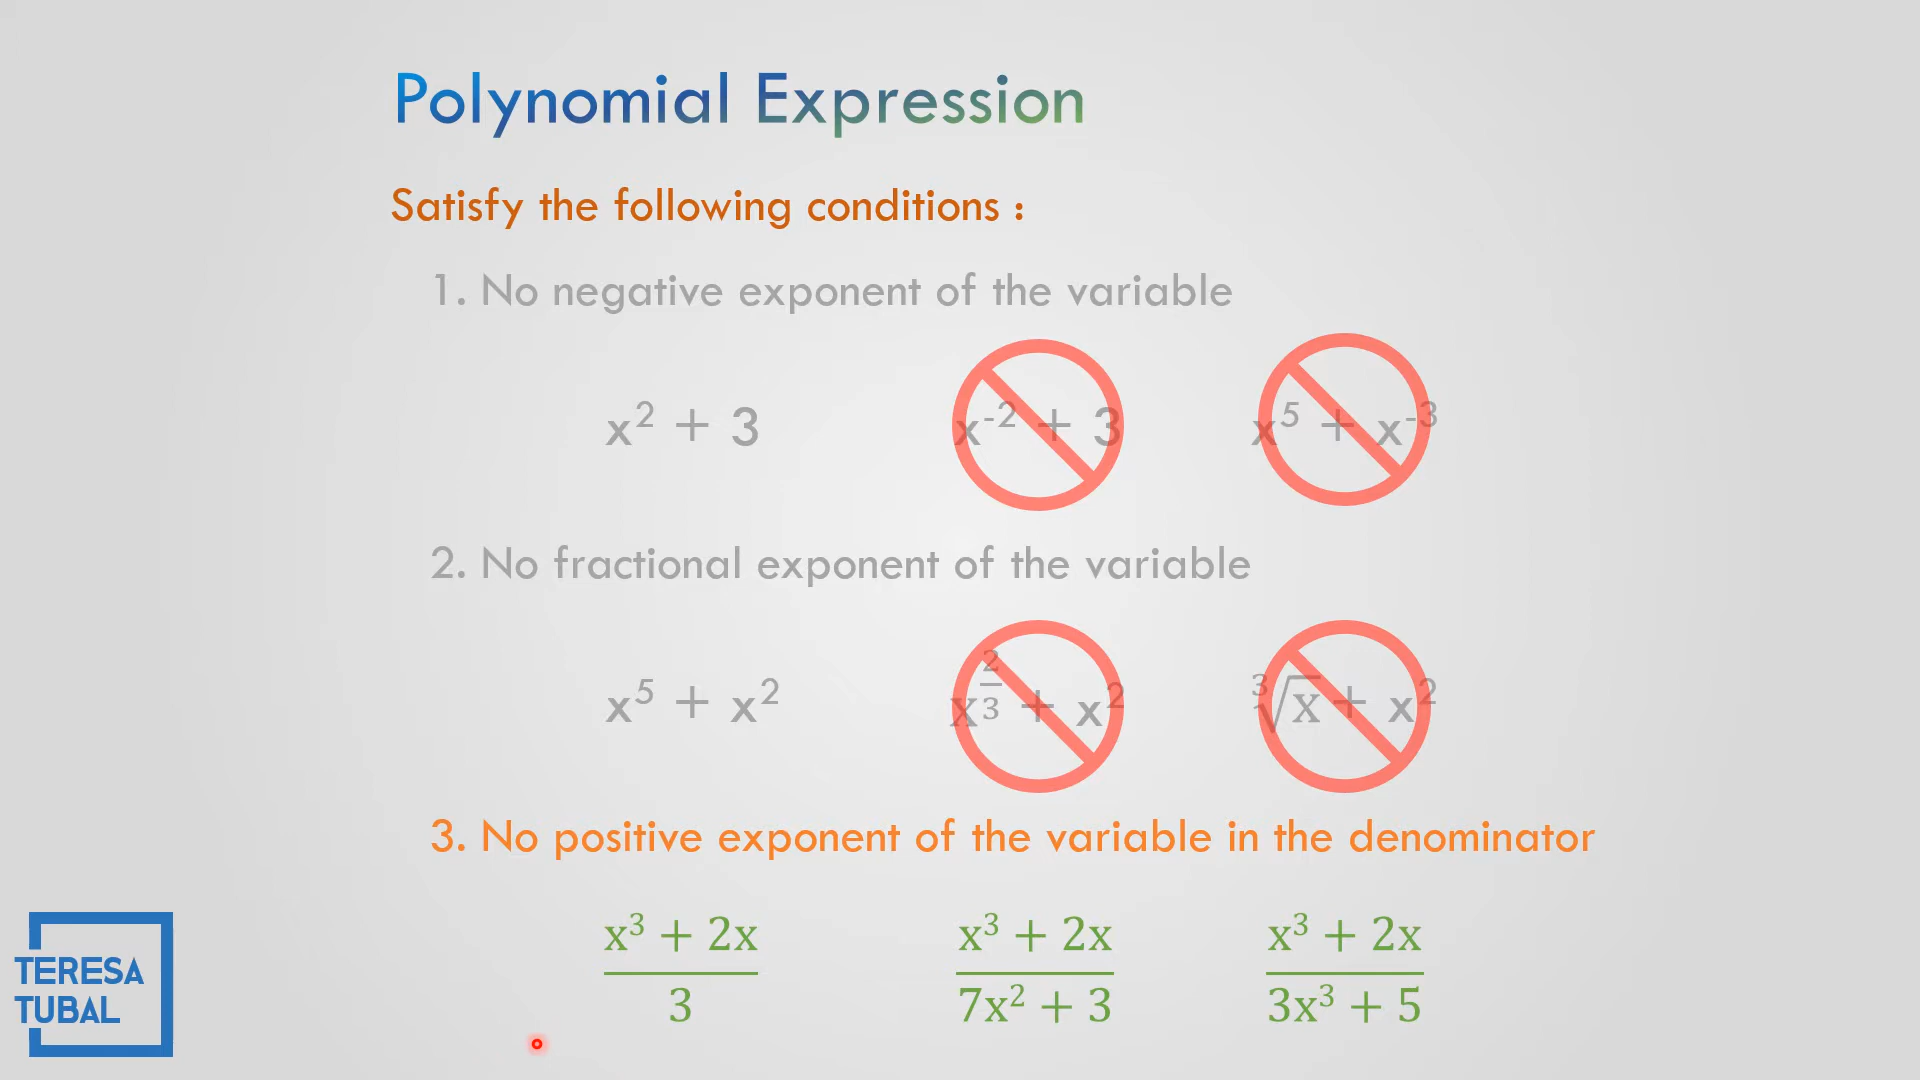 Polynomial Expression
Satisfy the following conditions :
1. No negative exponent of the variable
x² + 3 x⁻² + 3 x⁵ + x⁻³
2. No fractional exponent of the variable
x⁵ + x² x^(2/3) + x² ∛x + x²
3. No positive exponent of the variable in the denominator
x³ + 2x x³ + 2x x³ + 2x
3 7x² + 3 3x³ + 5
TERESA
TUBAL